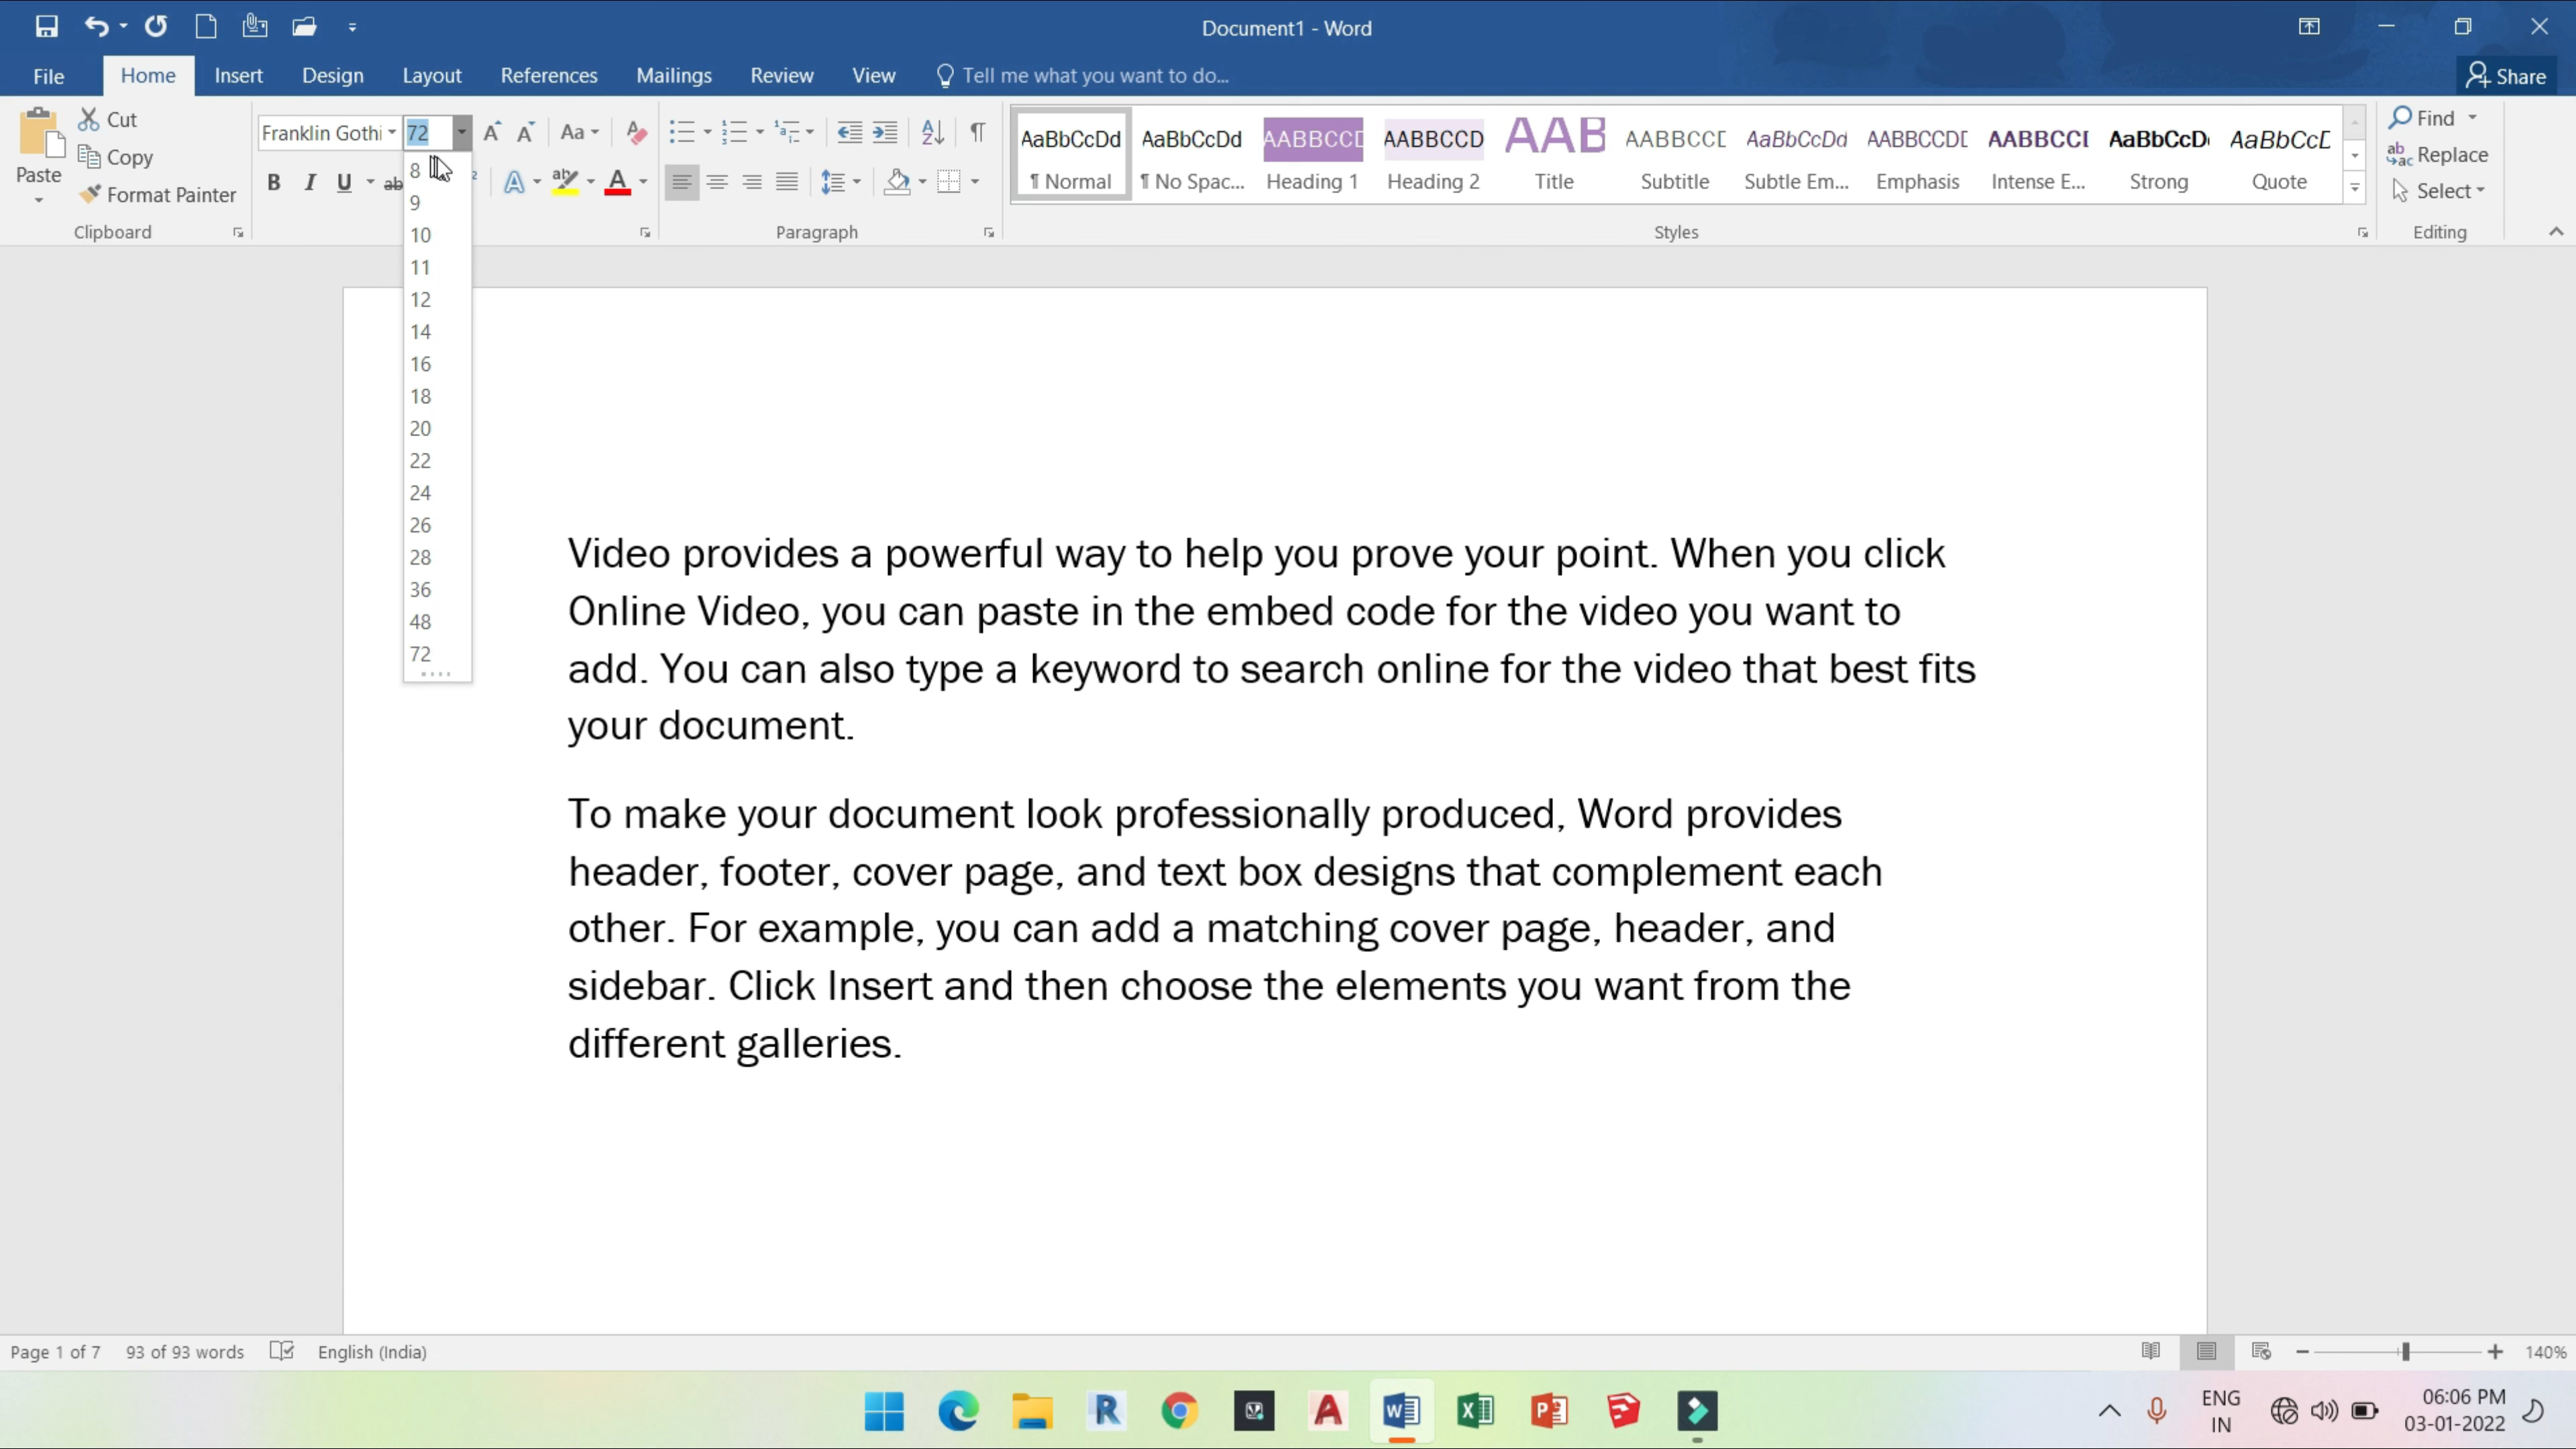 Document1 - Word
File Home Insert Design Layout References Mailings Review View Tell me what you want to do... Share
Paste
Cut
Copy
Format Painter
Clipboard
Franklin Gothi 72
Aa
B I U
Paragraph
AaBbCcDd AaBbCcDd AABBCCD AABBCCD AAB AABBCCD AaBbCcDd AABBCCDD AABBCCD AaBbCcD AaBbCcD
¶ Normal ¶ No Spac... Heading 1 Heading 2 Title Subtitle Subtle Em... Emphasis Intense E... Strong Quote
Styles
Find
Replace
Select
Editing
8
9
10
11
12
14
16
18
20
22
24
26
28
36
48
72
Video provides a powerful way to help you prove your point. When you click
Online Video, you can paste in the embed code for the video you want to
add. You can also type a keyword to search online for the video that best fits
your document.
To make your document look professionally produced, Word provides
header, footer, cover page, and text box designs that complement each
other. For example, you can add a matching cover page, header, and
sidebar. Click Insert and then choose the elements you want from the
different galleries.
Page 1 of 7 93 of 93 words English (India) 140%
ENG
IN
06:06 PM
03-01-2022